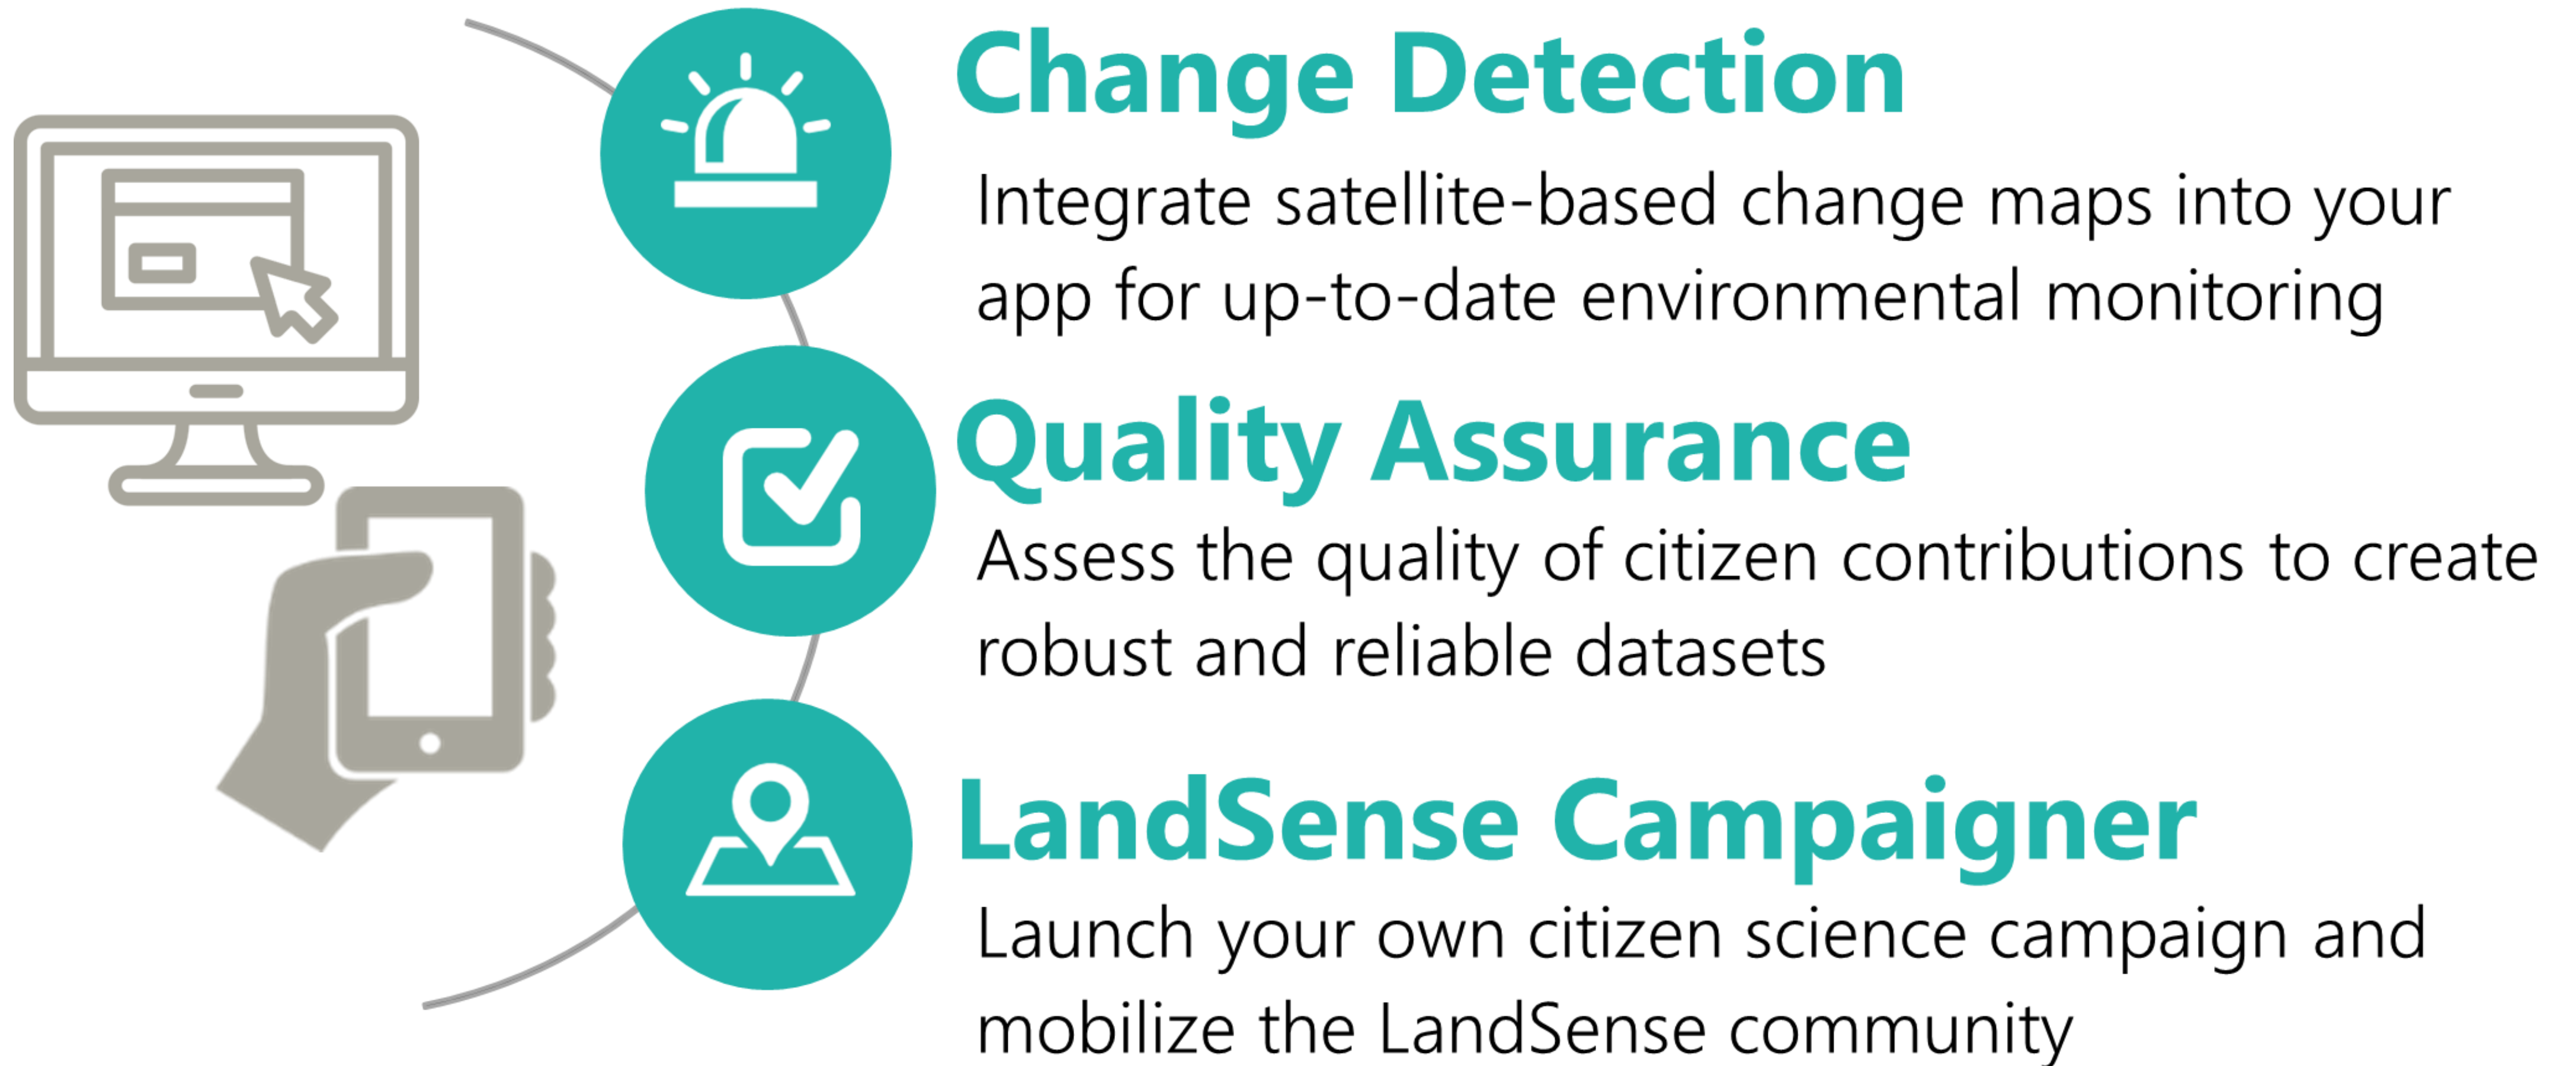 Change Detection
Integrate satellite-based change maps into your
app for up-to-date environmental monitoring
Quality Assurance
Assess the quality of citizen contributions to create
robust and reliable datasets
LandSense Campaigner
Launch your own citizen science campaign and
mobilize the LandSense community